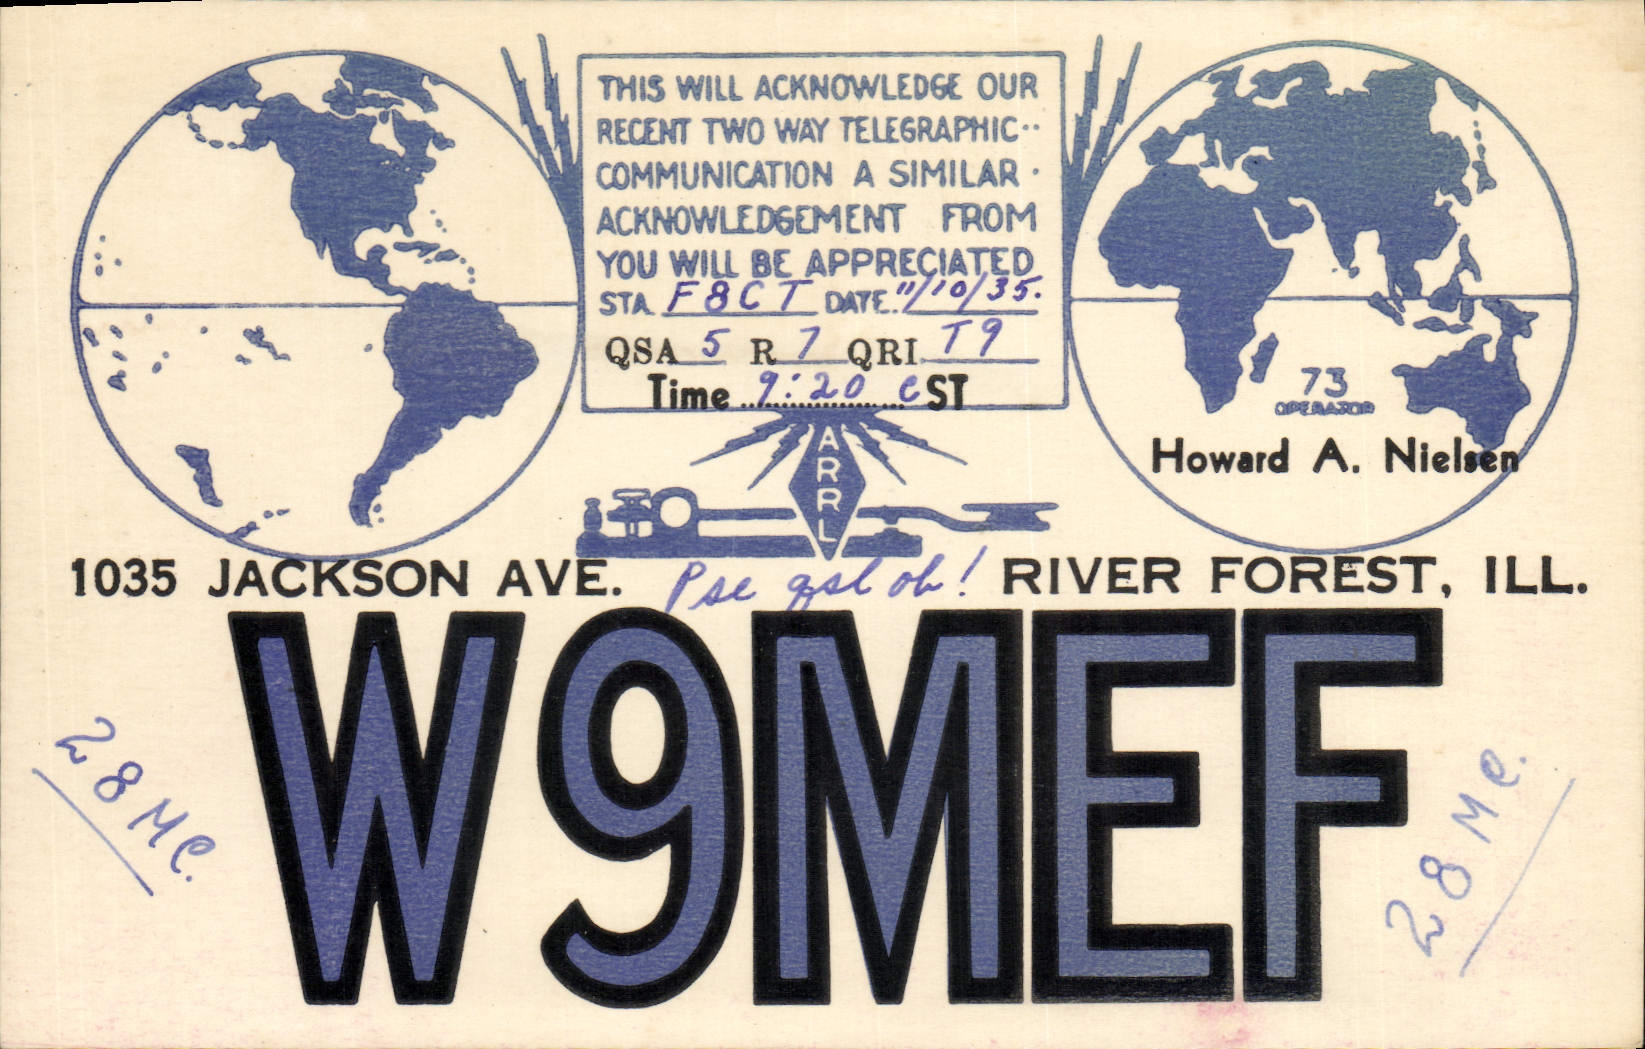 THIS WILL ACKNOWLEDGE OUR
RECENT TWO WAY TELEGRAPHIC··
COMMUNICATION A SIMILAR ·
ACKNOWLEDGEMENT FROM
YOU WILL BE APPRECIATED
STA. F8CT DATE. 11/10/35.
QSA 5 R 7 QRI T9
Time 9:20 CST
73
OPERATOR
Howard A. Nielsen
ARRL
1035 JACKSON AVE. Pse qsl ob! RIVER FOREST, ILL.
W9MEF
28 Mc.
28 Mc.